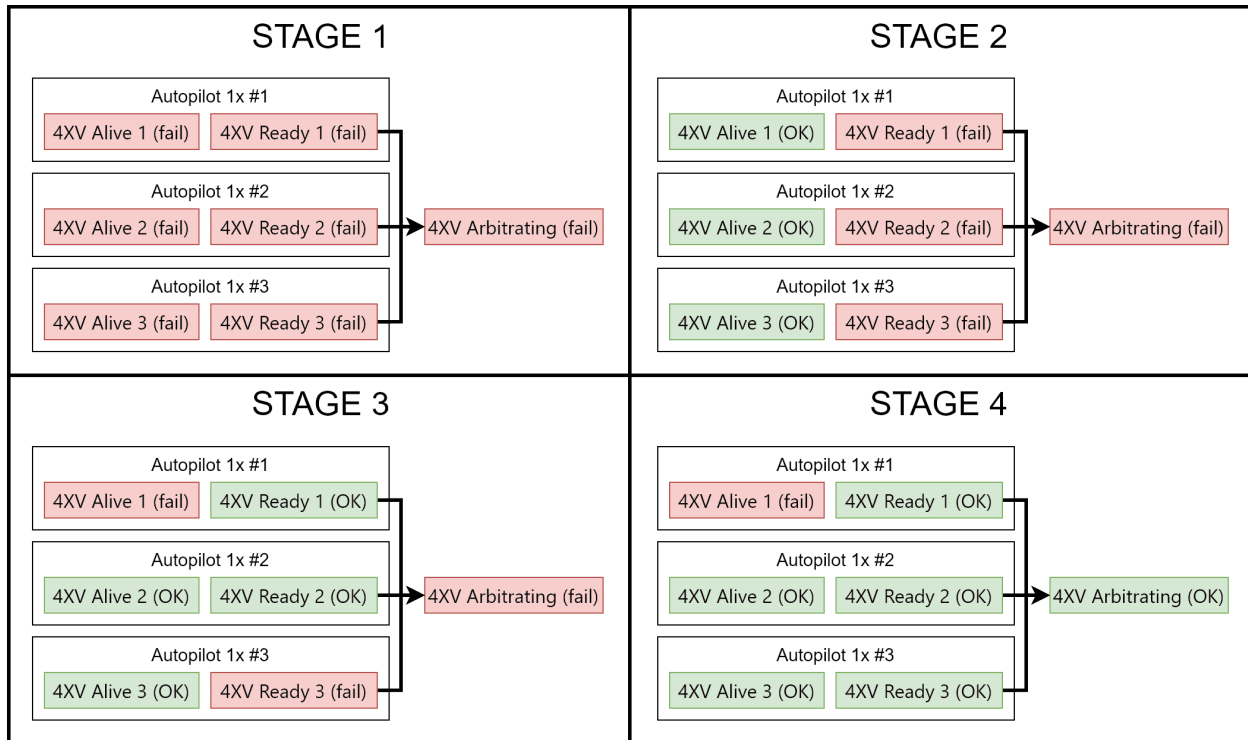 STAGE 1
Autopilot 1x #1
4XV Alive 1 (fail)
4XV Ready 1 (fail)
Autopilot 1x #2
4XV Alive 2 (fail)
4XV Ready 2 (fail)
4XV Arbitrating (fail)
Autopilot 1x #3
4XV Alive 3 (fail)
4XV Ready 3 (fail)
STAGE 2
Autopilot 1x #1
4XV Alive 1 (OK)
4XV Ready 1 (fail)
Autopilot 1x #2
4XV Alive 2 (OK)
4XV Ready 2 (fail)
4XV Arbitrating (fail)
Autopilot 1x #3
4XV Alive 3 (OK)
4XV Ready 3 (fail)
STAGE 3
Autopilot 1x #1
4XV Alive 1 (fail)
4XV Ready 1 (OK)
Autopilot 1x #2
4XV Alive 2 (OK)
4XV Ready 2 (OK)
4XV Arbitrating (fail)
Autopilot 1x #3
4XV Alive 3 (OK)
4XV Ready 3 (fail)
STAGE 4
Autopilot 1x #1
4XV Alive 1 (fail)
4XV Ready 1 (OK)
Autopilot 1x #2
4XV Alive 2 (OK)
4XV Ready 2 (OK)
4XV Arbitrating (OK)
Autopilot 1x #3
4XV Alive 3 (OK)
4XV Ready 3 (OK)